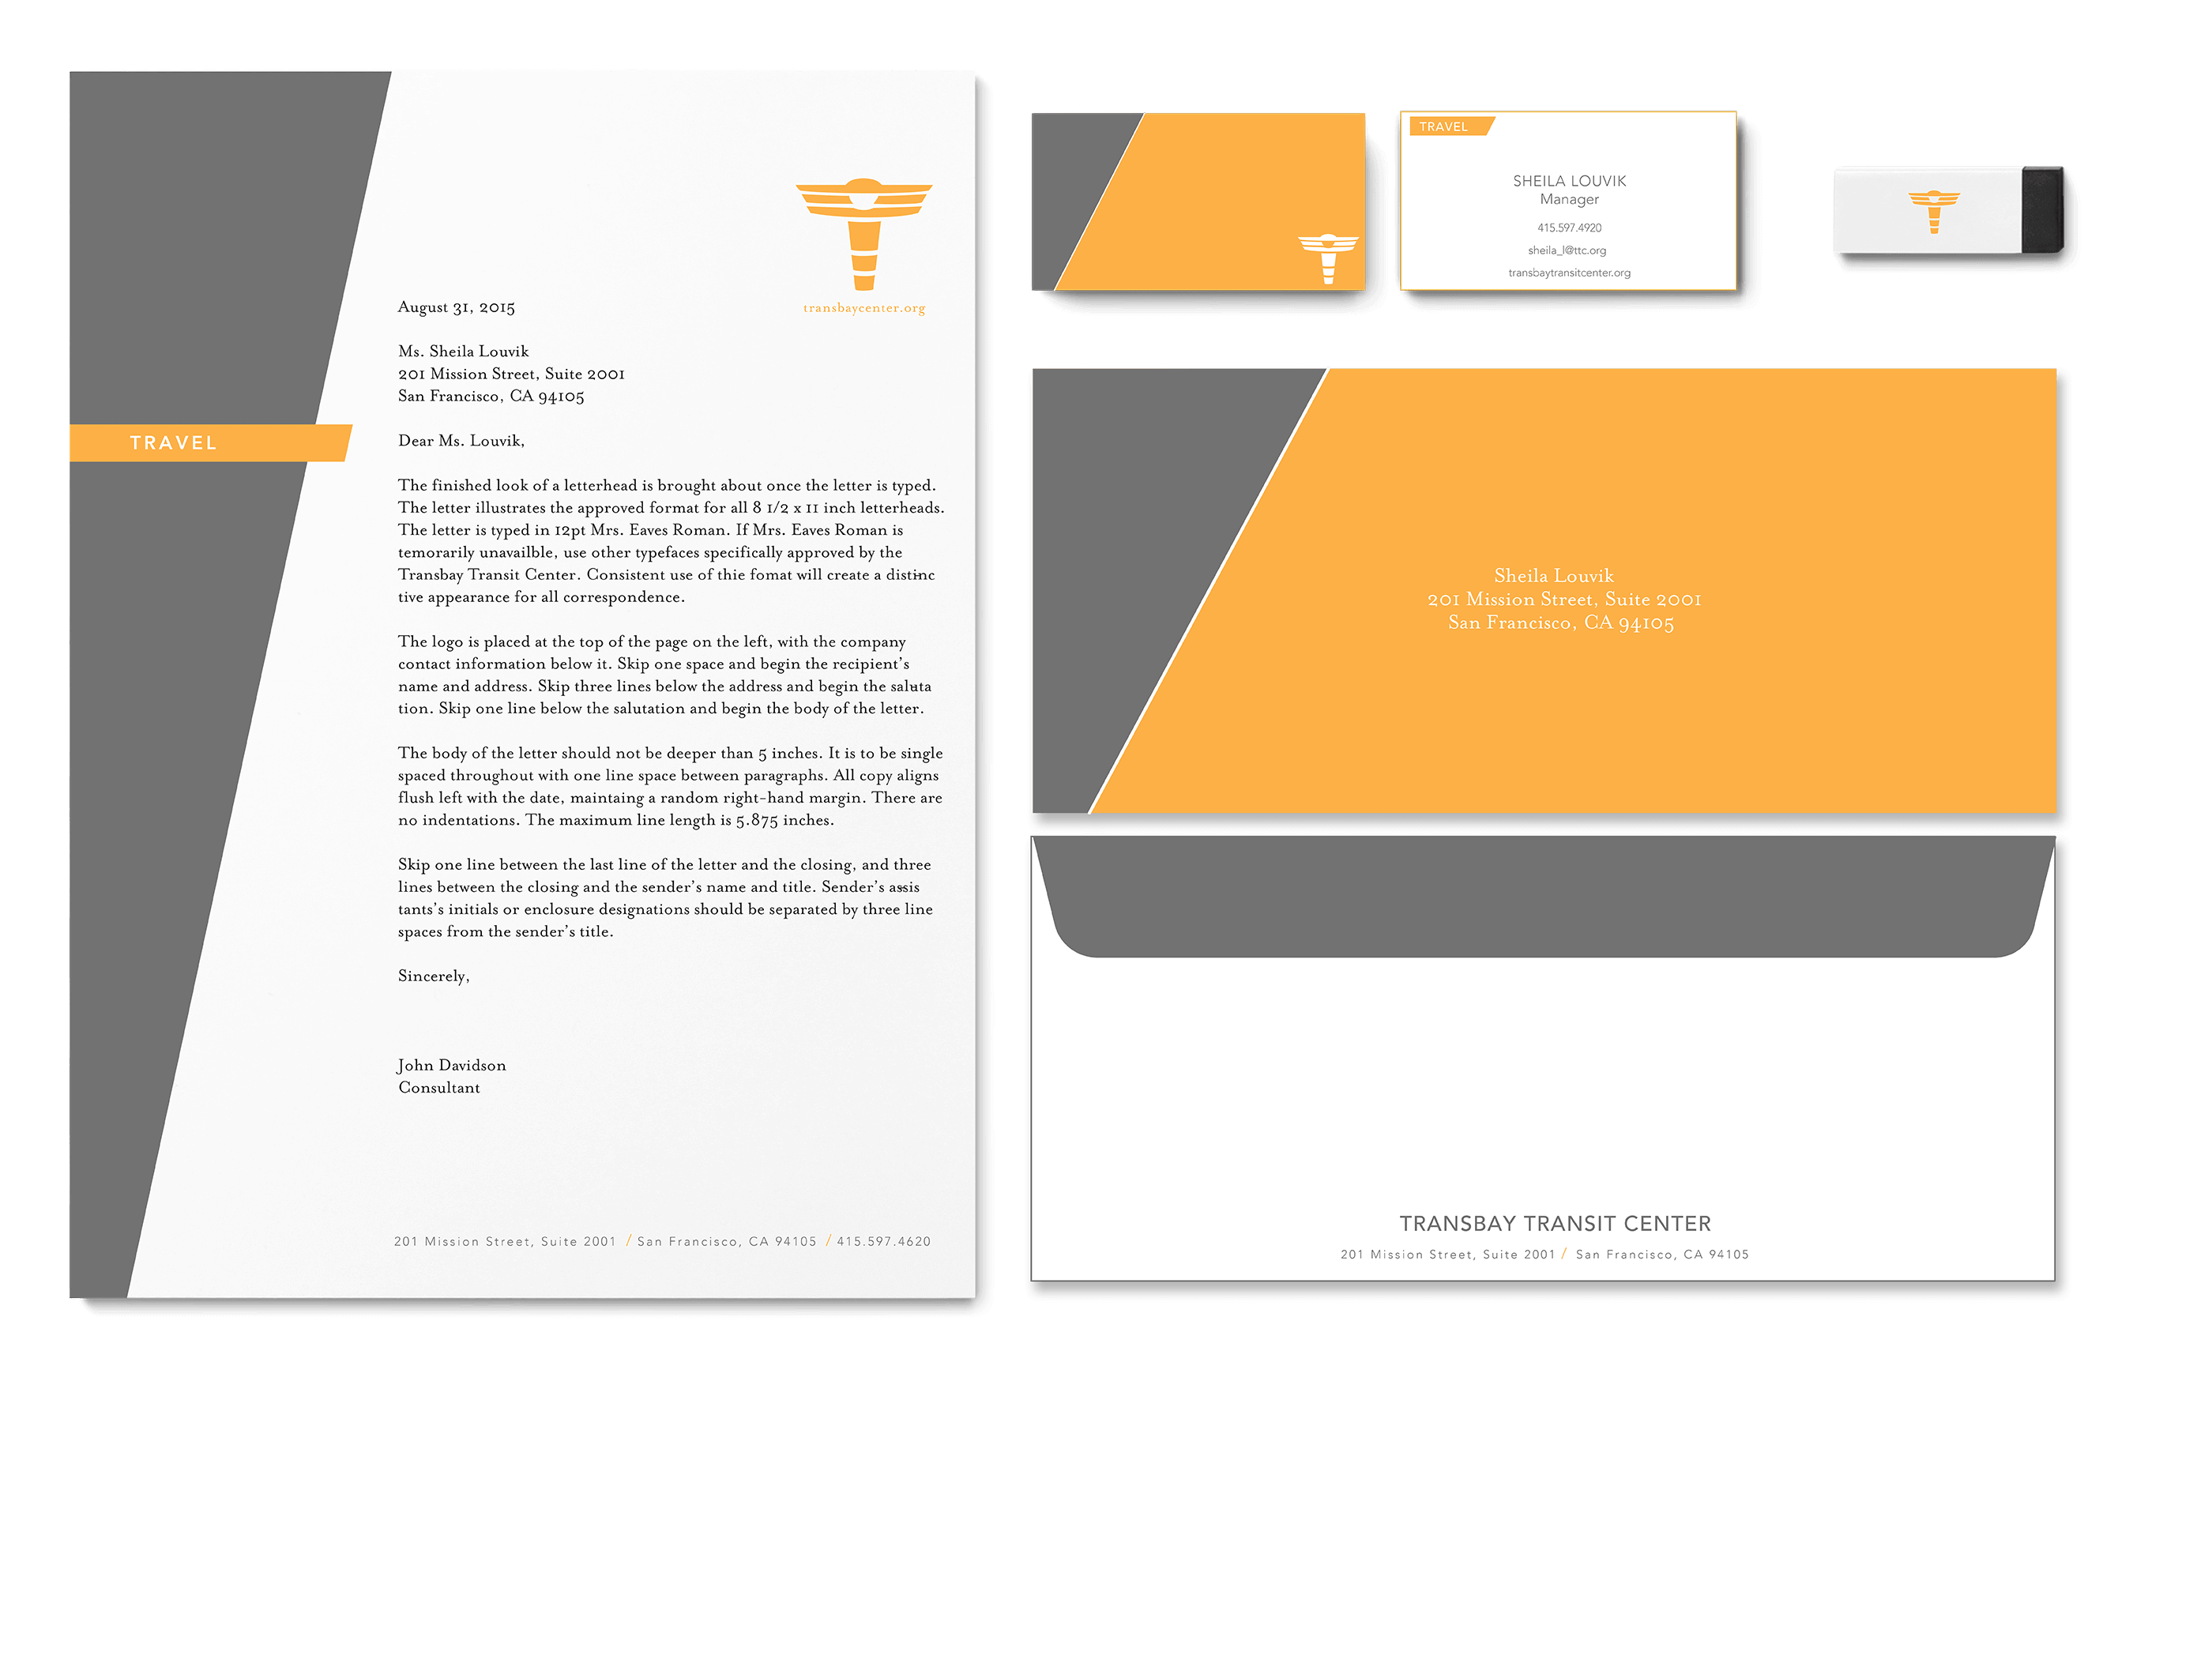 transbaycenter.org
August 31, 2015
Ms. Sheila Louvik
201 Mission Street, Suite 2001
San Francisco, CA 94105
TRAVEL
Dear Ms. Louvik,
The finished look of a letterhead is brought about once the letter is typed.
The letter illustrates the approved format for all 8 1/2 x 11 inch letterheads.
The letter is typed in 12pt Mrs. Eaves Roman. If Mrs. Eaves Roman is
temorarily unavailble, use other typefaces specifically approved by the
Transbay Transit Center. Consistent use of thie fomat will create a distinc
tive appearance for all correspondence.
The logo is placed at the top of the page on the left, with the company
contact information below it. Skip one space and begin the recipient's
name and address. Skip three lines below the address and begin the saluta
tion. Skip one line below the salutation and begin the body of the letter.
The body of the letter should not be deeper than 5 inches. It is to be single
spaced throughout with one line space between paragraphs. All copy aligns
flush left with the date, maintaing a random right-hand margin. There are
no indentations. The maximum line length is 5.875 inches.
Skip one line between the last line of the letter and the closing, and three
lines between the closing and the sender's name and title. Sender's assis
tants's initials or enclosure designations should be separated by three line
spaces from the sender's title.
Sincerely,
John Davidson
Consultant
201 Mission Street, Suite 2001 / San Francisco, CA 94105 / 415.597.4620
TRAVEL
SHEILA LOUVIK
Manager
415.597.4920
sheila_l@ttc.org
transbaytransitcenter.org
Sheila Louvik
201 Mission Street, Suite 2001
San Francisco, CA 94105
TRANSBAY TRANSIT CENTER
201 Mission Street, Suite 2001 / San Francisco, CA 94105